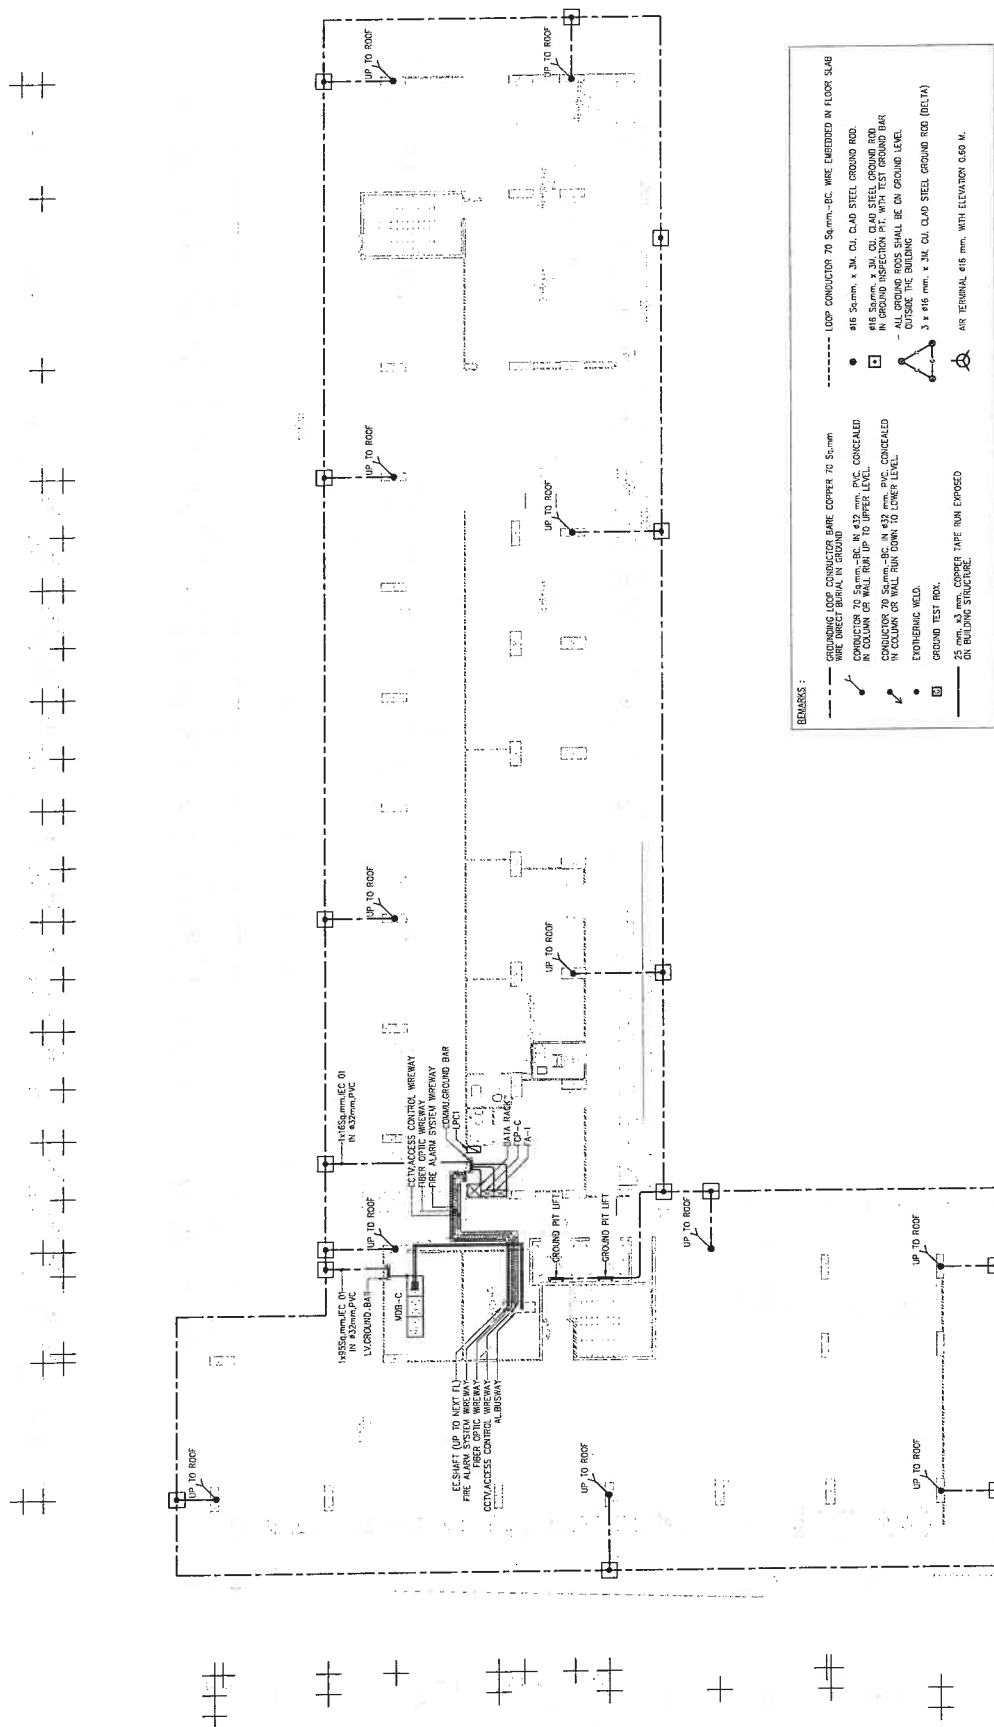 UP TO ROOF
UP TO ROOF
UP TO ROOF
UP TO ROOF
UP TO ROOF
UP TO ROOF
1x16Sq.mm.IEC 01
IN ø32mm.PVC
CCTV,ACCESS CONTROL WIREWAY
FIBER OPTIC WIREWAY
FIRE ALARM SYSTEM WIREWAY
COMMU.GROUND BAR
LPC1
DATA RACK
CP-C
FA-1
UP TO ROOF
1x95Sq.mm.IEC 01
IN ø32mm.PVC
LV.GROUND.BAR
MDB-C
GROUND PIT LIFT
GROUND PIT LIFT
UP TO ROOF
UP TO ROOF
EE.SHAFT (UP TO NEXT FL)
FIRE ALARM SYSTEM WIREWAY
FIBER OPTIC WIREWAY
CCTV,ACCESS CONTROL WIREWAY
AL.BUSWAY
UP TO ROOF
UP TO ROOF
UP TO ROOF
REMARKS :
GROUNDING LOOP CONDUCTOR BARE COPPER 70 Sq.mm
WIRE DIRECT BURIAL IN GROUND
CONDUCTOR 70 Sq.mm.-BC. IN ø32 mm. PVC. CONCEALED
IN COLUMN OR WALL RUN UP TO UPPER LEVEL.
CONDUCTOR 70 Sq.mm.-BC. IN ø32 mm. PVC. CONCEALED
IN COLUMN OR WALL RUN DOWN TO LOWER LEVEL.
EXOTHERMIC WELD.
G GROUND TEST BOX.
25 mm. x3 mm. COPPER TAPE RUN EXPOSED
ON BUILDING STRUCTURE.
LOOP CONDUCTOR 70 Sq.mm.-BC. WIRE EMBEDDED IN FLOOR SLAB
ø16 Sq.mm. x 3M. CU. CLAD STEEL GROUND ROD.
ø16 Sq.mm. x 3M. CU. CLAD STEEL GROUND ROD
IN GROUND INSPECTION PIT, WITH TEST GROUND BAR
- ALL GROUND RODS SHALL BE ON GROUND LEVEL
OUTSIDE THE BUILDING
3 x ø16 mm. x 3M. CU. CLAD STEEL GROUND ROD (DELTA)
AIR TERMINAL ø16 mm. WITH ELEVATION 0.60 M.